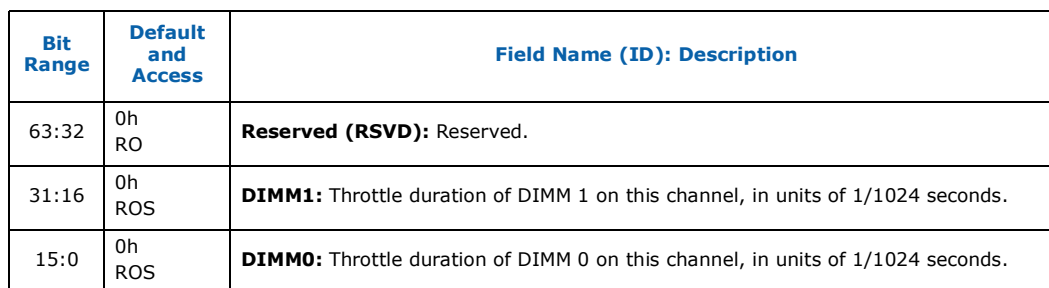 Bit Range Default and Access Field Name (ID): Description
63:32 0h RO Reserved (RSVD): Reserved.
31:16 0h ROS DIMM1: Throttle duration of DIMM 1 on this channel, in units of 1/1024 seconds.
15:0 0h ROS DIMM0: Throttle duration of DIMM 0 on this channel, in units of 1/1024 seconds.